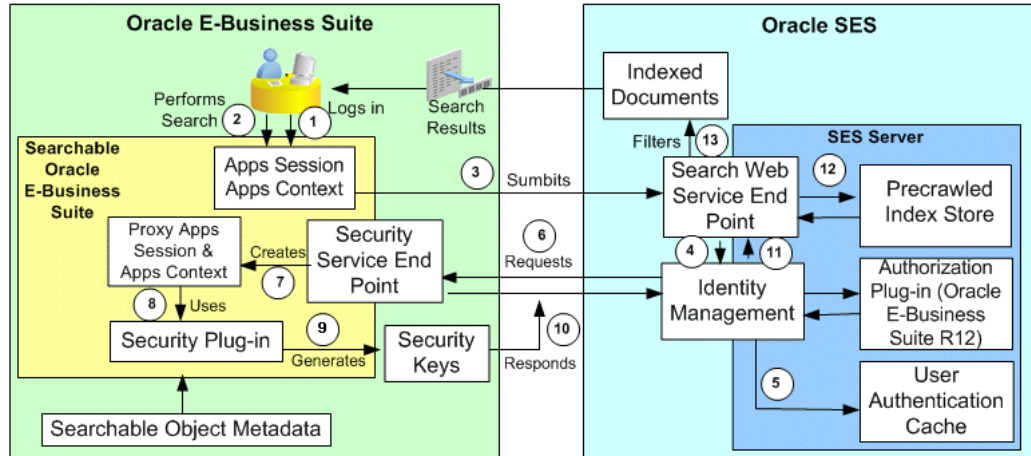 Oracle E-Business Suite
Oracle SES
Performs
Search
2
1
Logs in
Search
Results
Indexed
Documents
Filters
13
SES Server
Searchable
Oracle
E-Business
Suite
Apps Session
Apps Context
3
Sumbits
Search Web
Service End
Point
12
Precrawled
Index Store
Proxy Apps
Session &
Apps Context
Creates
7
Security
Service End
Point
6
Requests
4
11
Identity
Management
Authorization
Plug-in (Oracle
E-Business
Suite R12)
8
Uses
Security Plug-in
9
Generates
Security
Keys
10
Responds
5
User
Authentication
Cache
Searchable Object Metadata